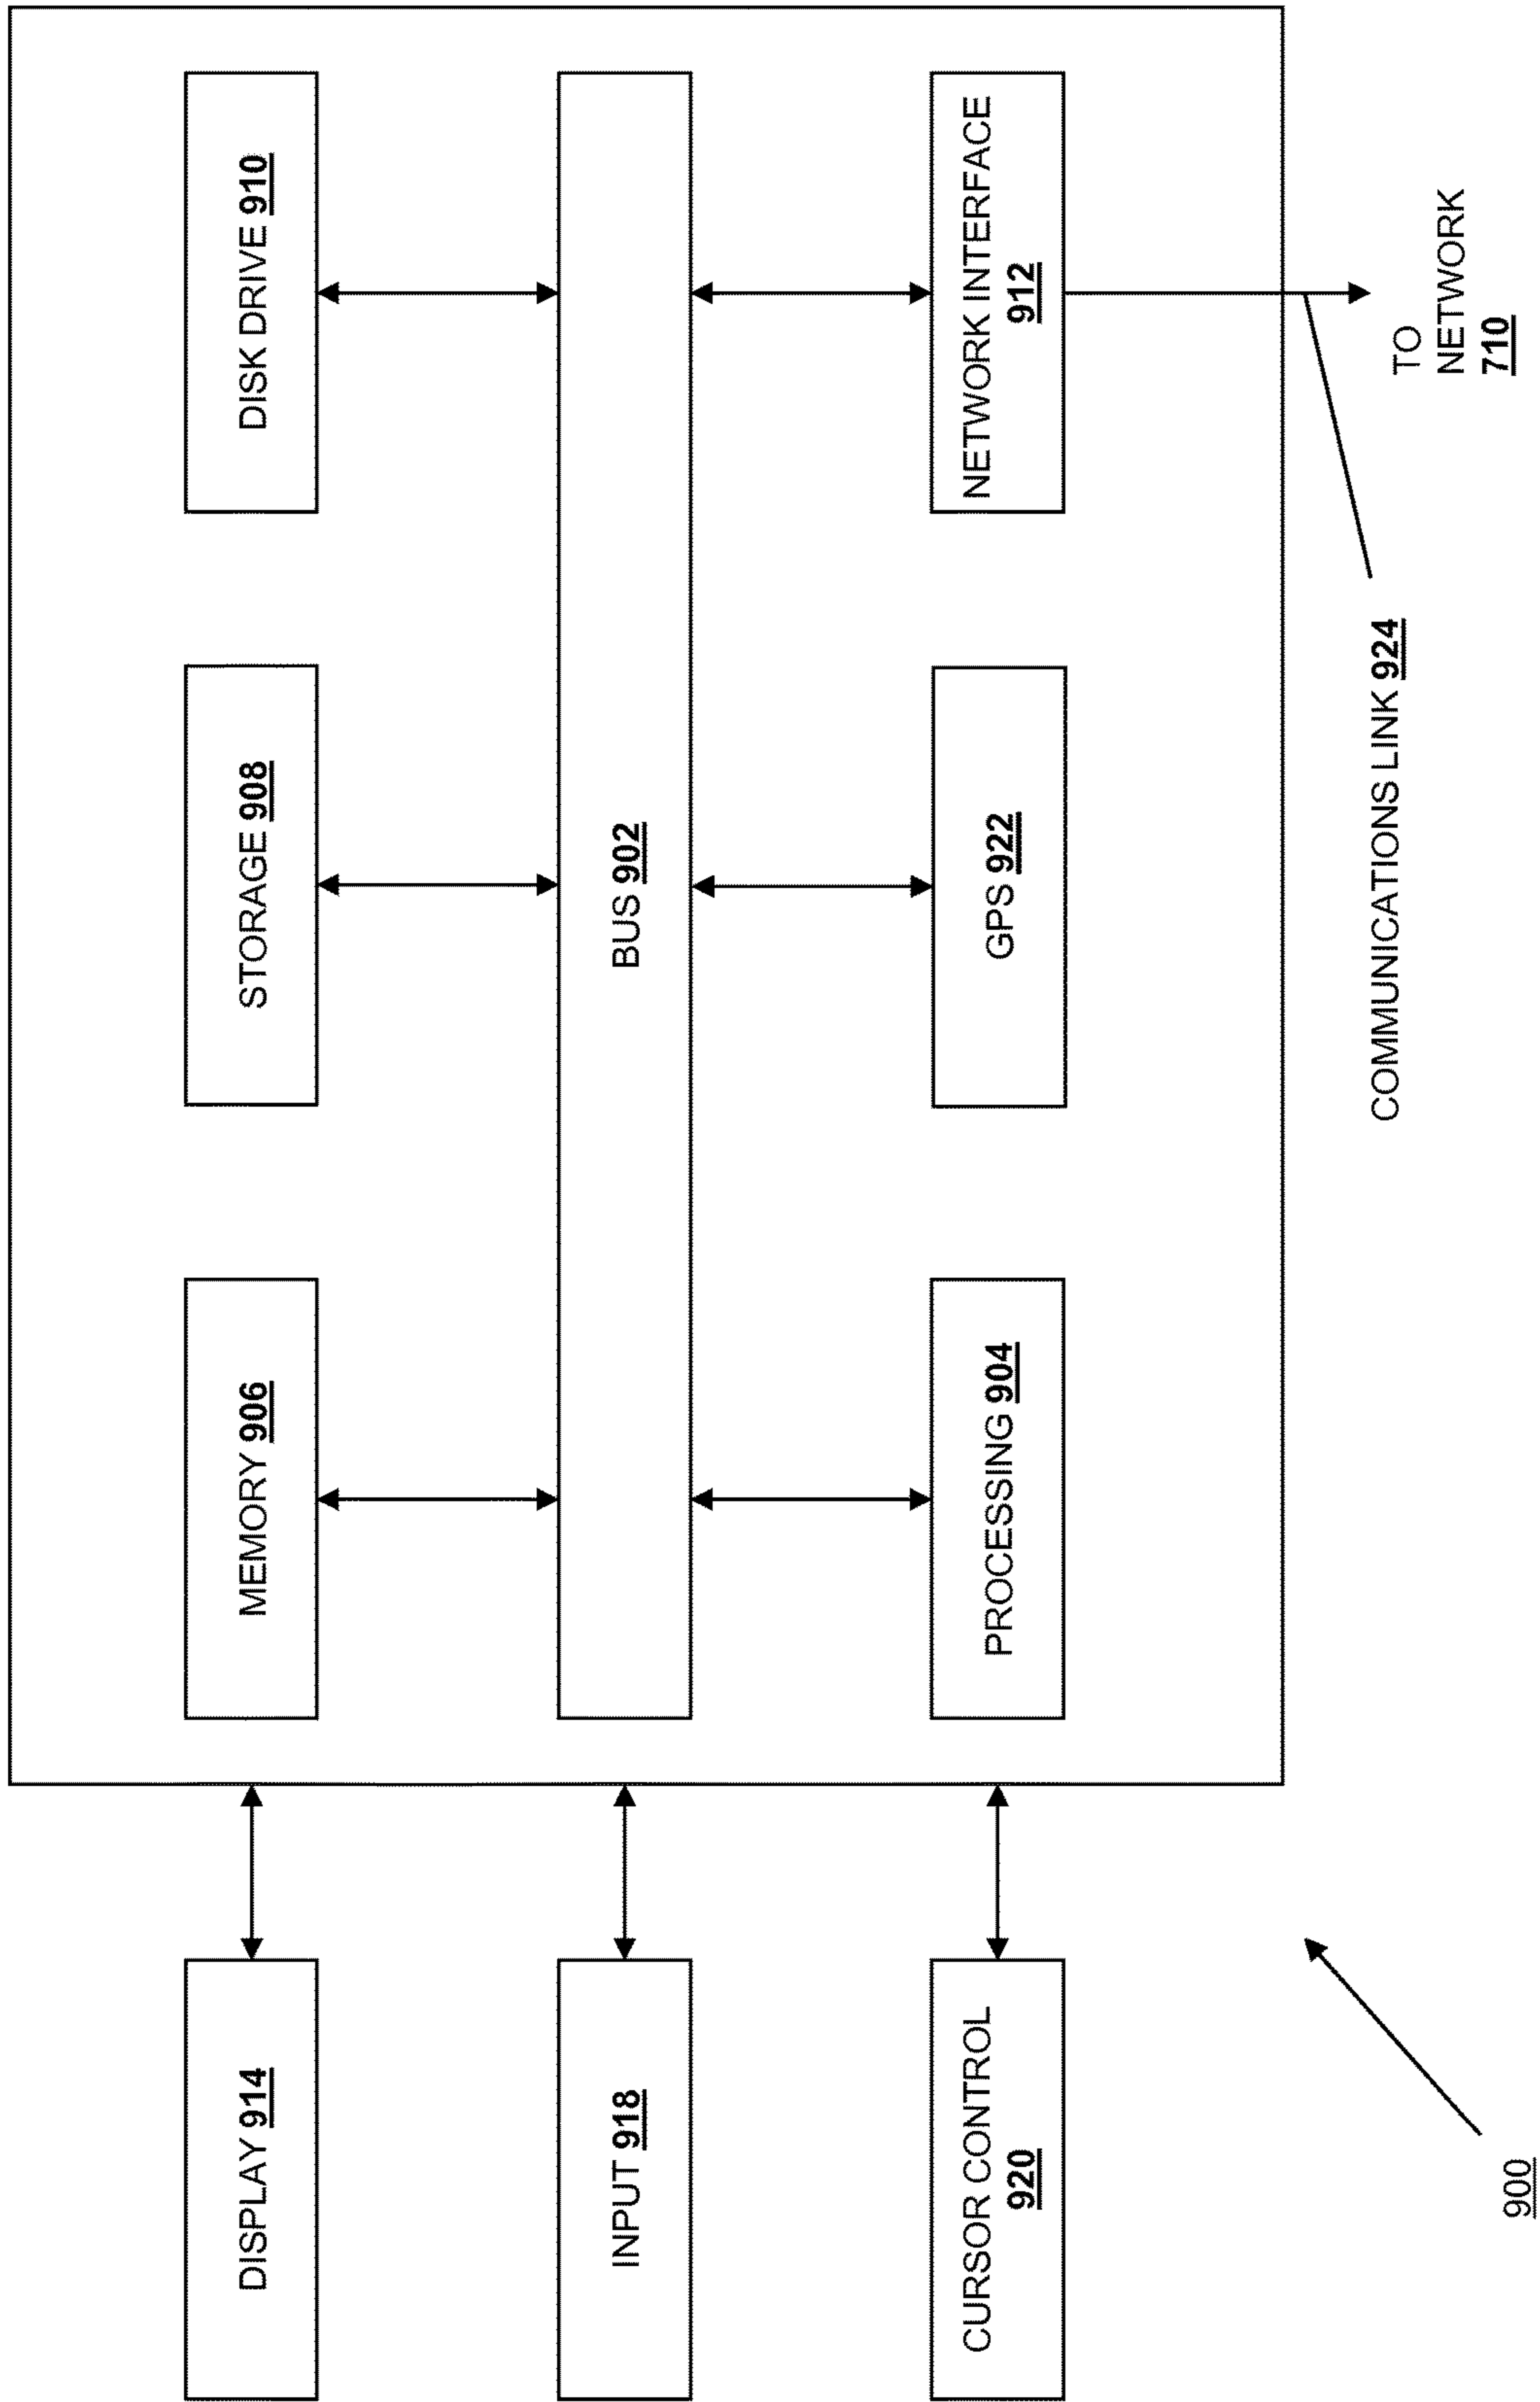 DISPLAY 914
MEMORY 906
STORAGE 908
DISK DRIVE 910
INPUT 918
BUS 902
CURSOR CONTROL
920
PROCESSING 904
GPS 922
NETWORK INTERFACE
912
COMMUNICATIONS LINK 924
TO
NETWORK
710
900